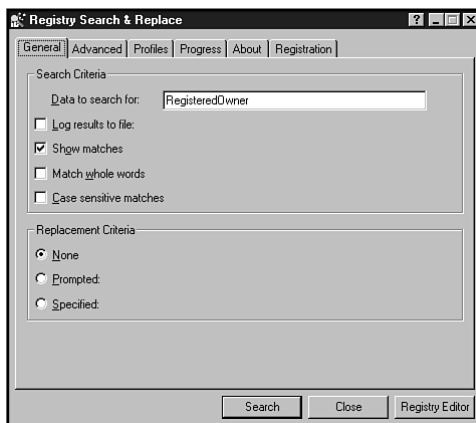 Registry Search & Replace
General Advanced Profiles Progress About Registration
Search Criteria
Data to search for: RegisteredOwner
Log results to file:
Show matches
Match whole words
Case sensitive matches
Replacement Criteria
None
Prompted:
Specified:
Search Close Registry Editor